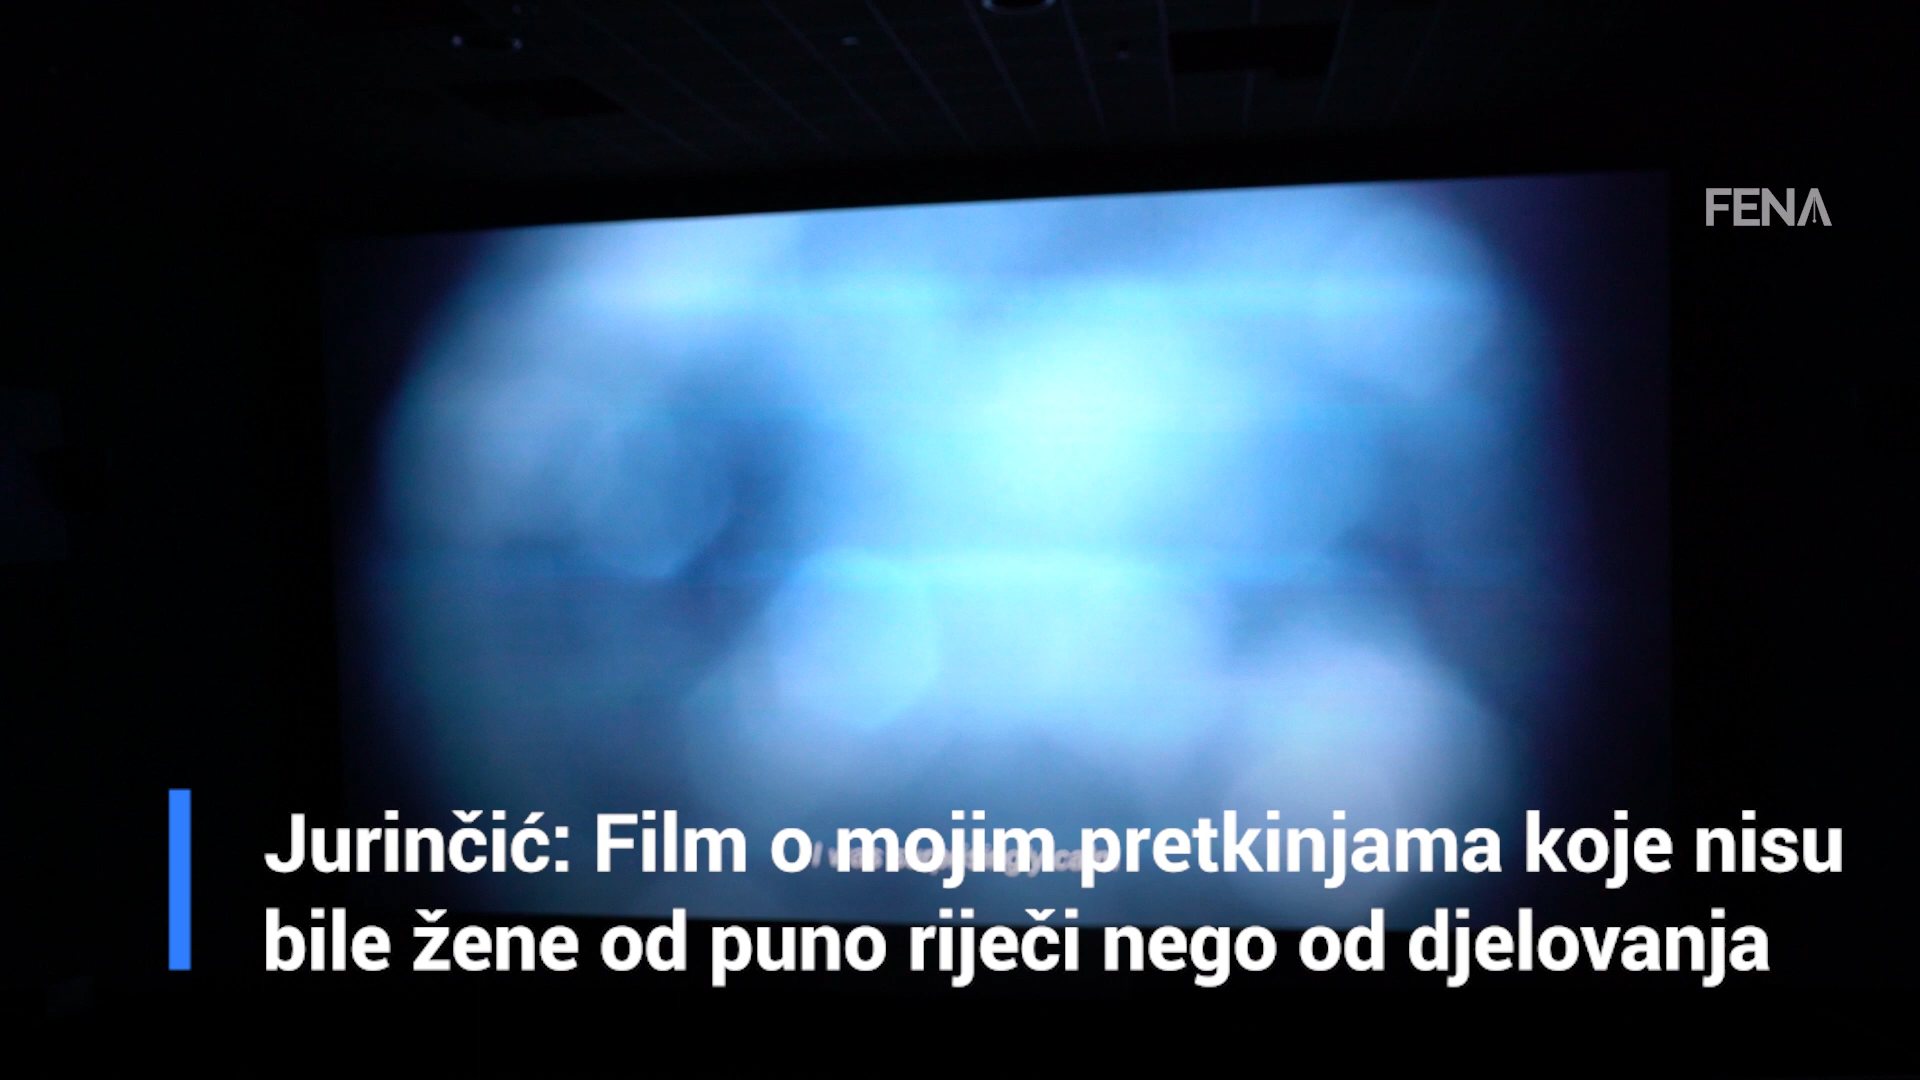 FENA
Jurinčić: Film o mojim pretkinjama koje nisu
bile žene od puno riječi nego od djelovanja